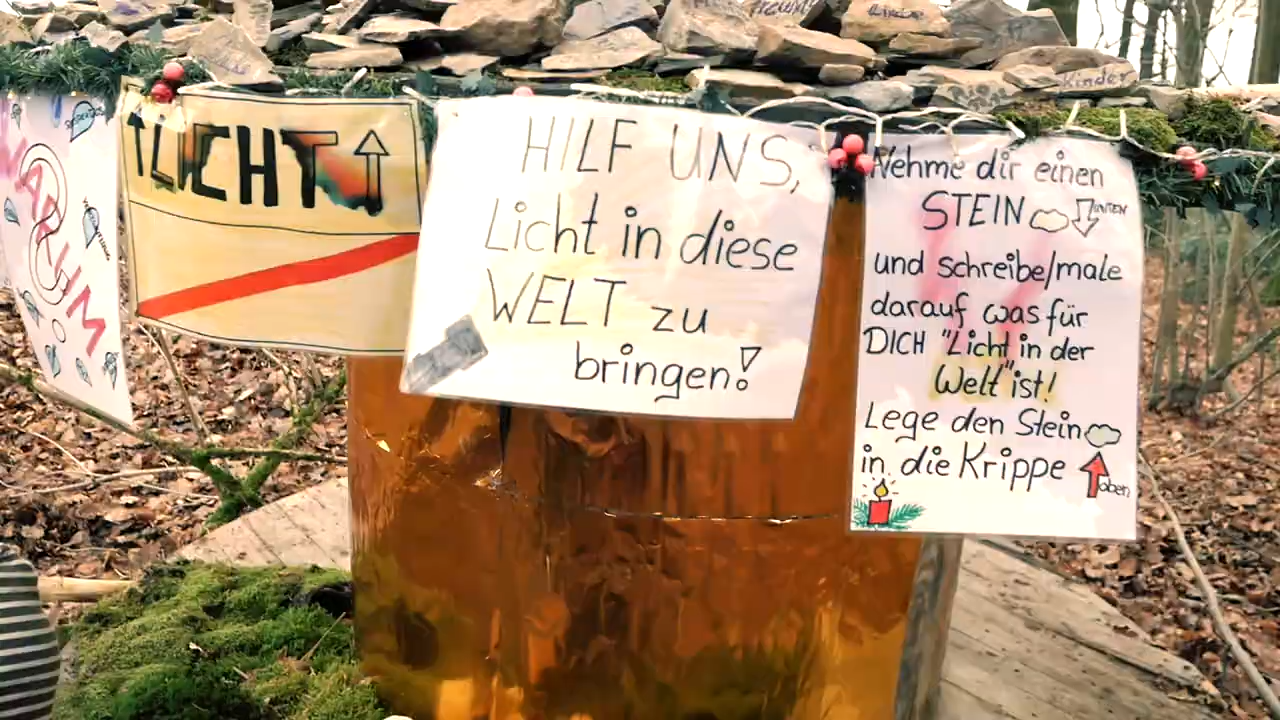 WARUM
LICHT
HILF UNS,
Licht in diese
WELT zu
bringen!
Nehme dir einen
STEIN UNTEN
und schreibe/male
darauf was für
DICH "Licht in der
Welt" ist!
Lege den Stein
in die Krippe
oben
Kinder